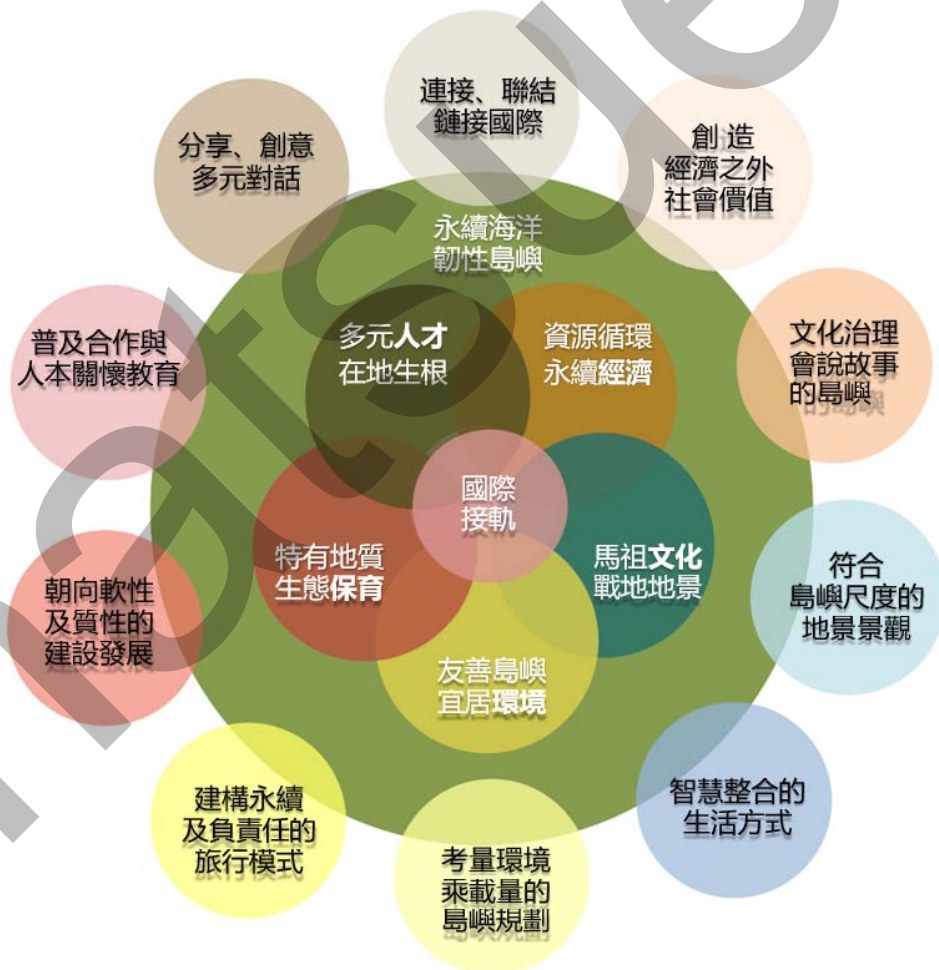 連接、聯結
鏈接國際
分享、創意
多元對話
創 造
經濟之外
社會價值
永續海洋
韌性島嶼
多元人才
在地生根
資源循環
永續經濟
普及合作與
人本關懷教育
文化治理
會說故事
的島嶼
國際
接軌
特有地質
生態保育
馬祖文化
戰地地景
朝向軟性
及質性的
建設發展
符合
島嶼尺度的
地景景觀
友善島嶼
宜居環境
建構永續
及負責任的
旅行模式
考量環境
乘載量的
島嶼規劃
智慧整合的
生活方式